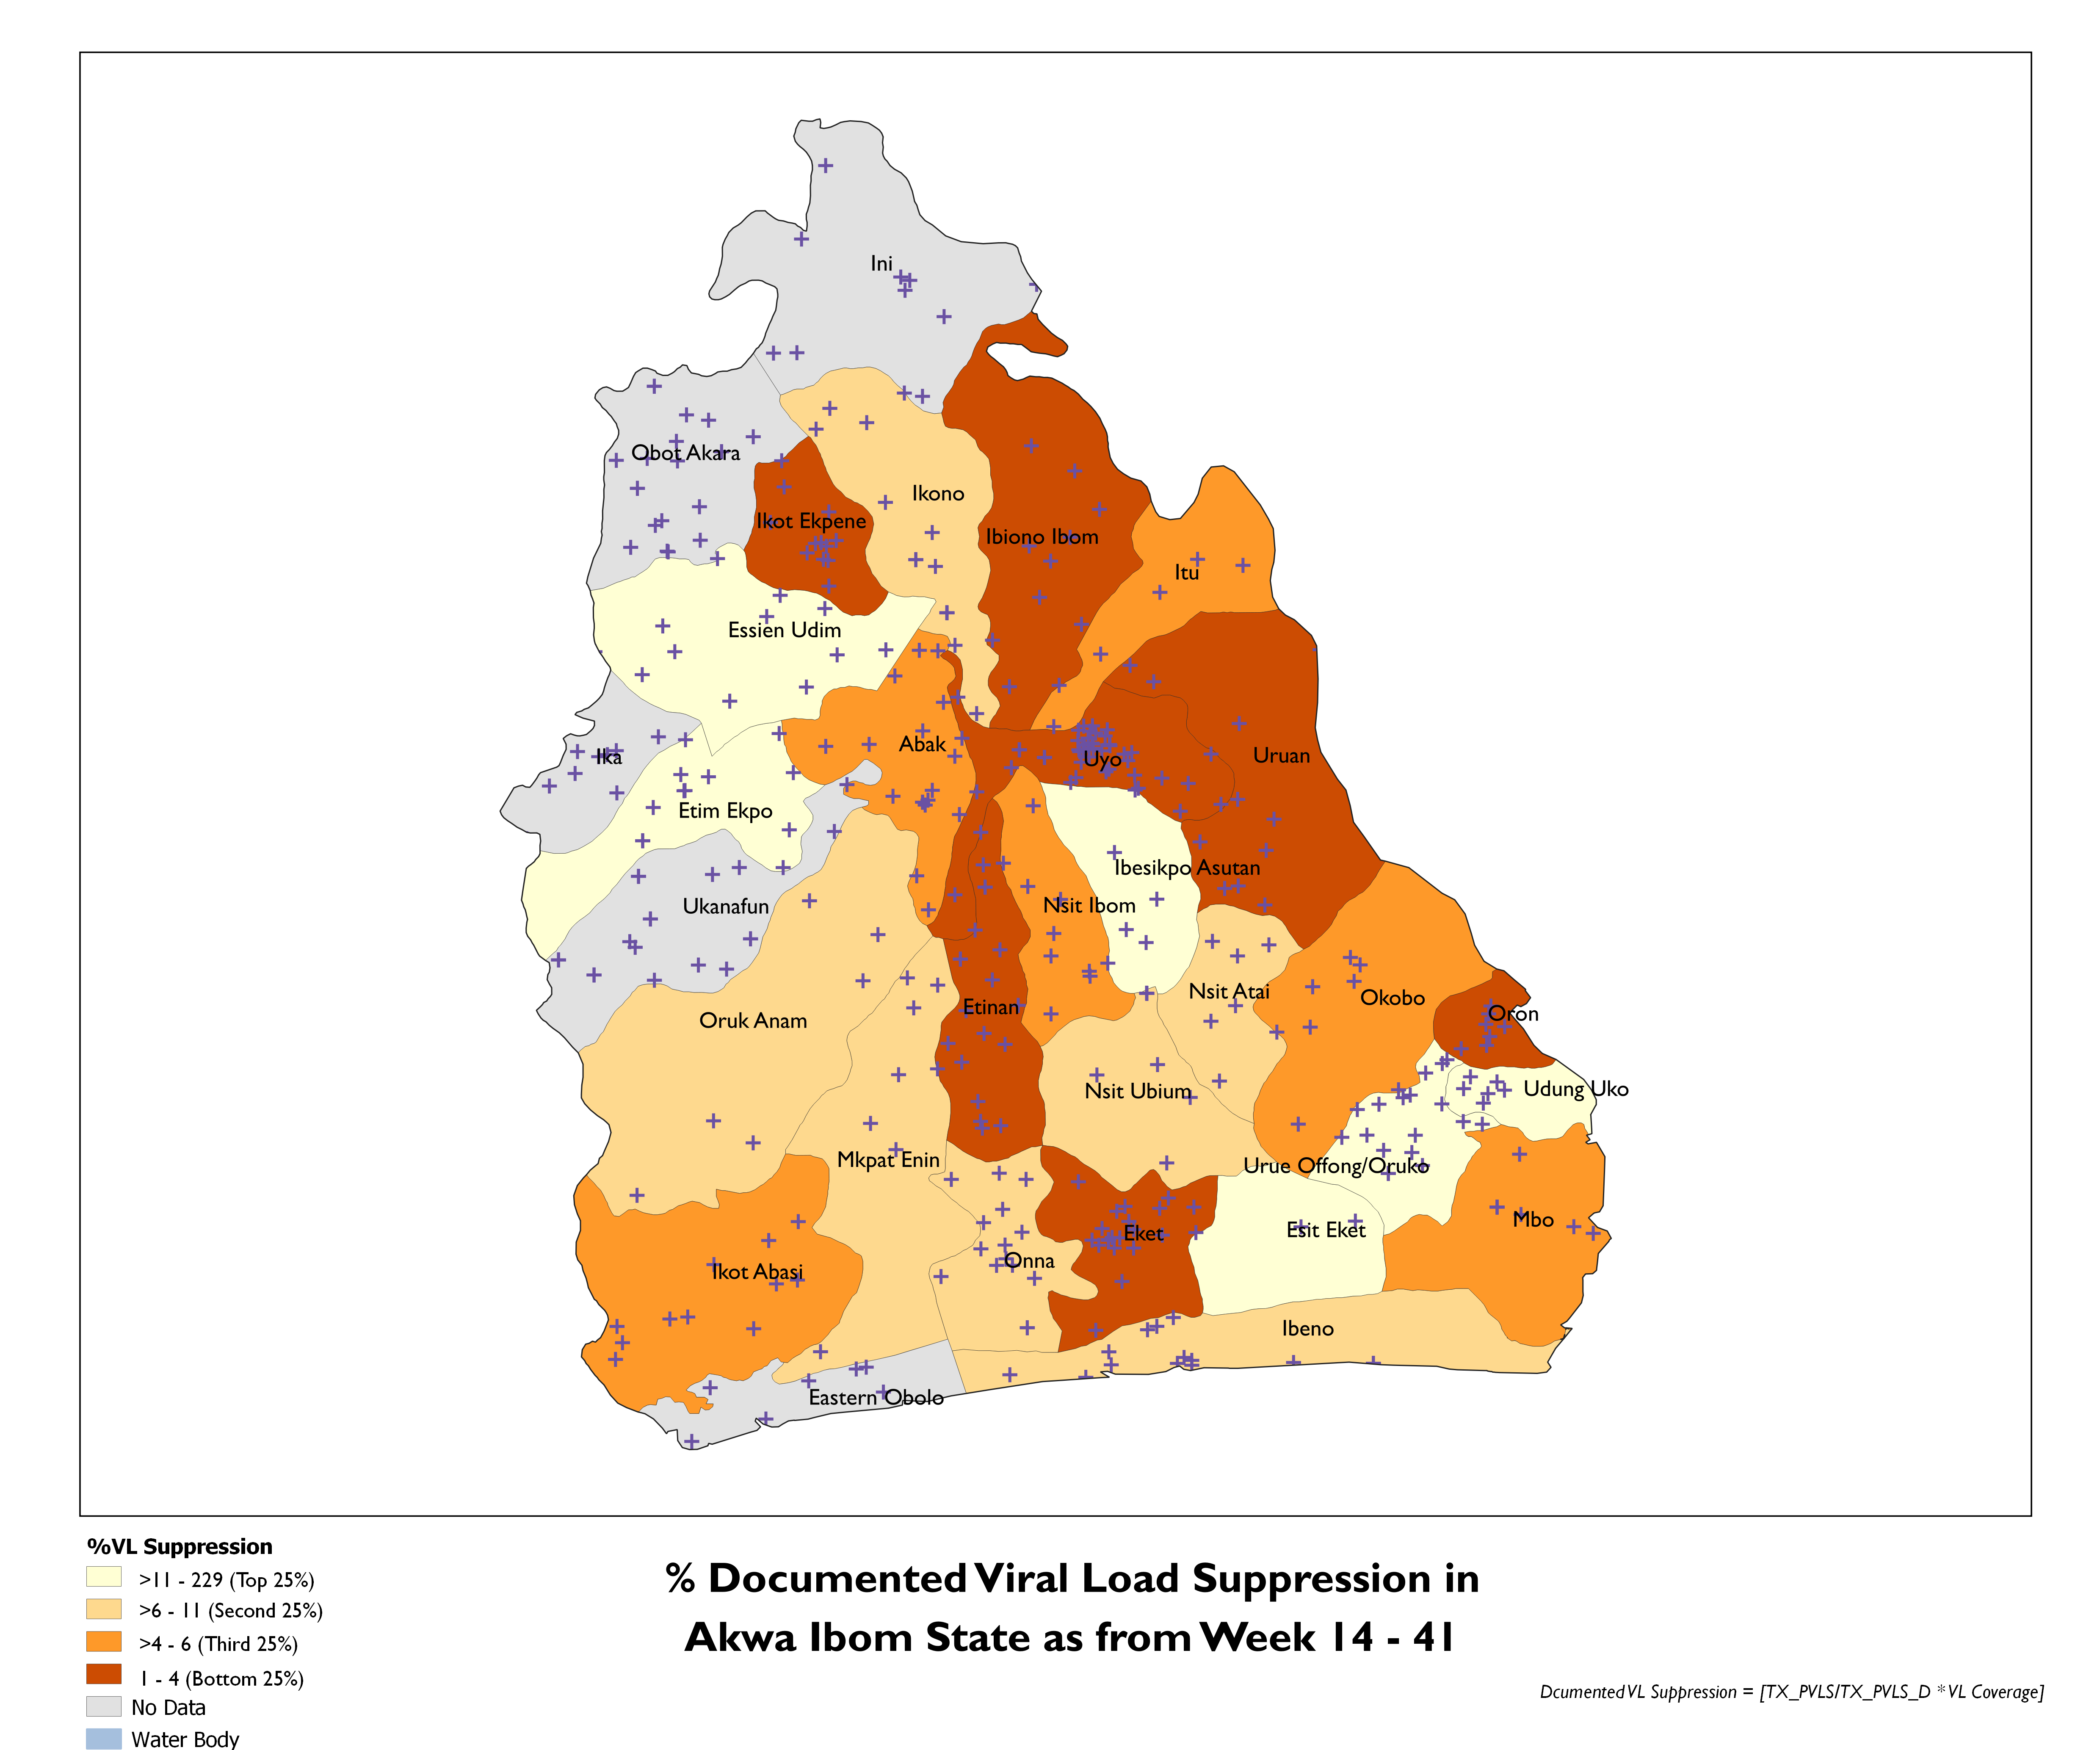 Ini
Obot Akara
Ikono
Ikot Ekpene
Ibiono Ibom
Itu
Essien Udim
Abak
Ika
Uyo
Uruan
Etim Ekpo
Ibesikpo Asutan
Ukanafun
Nsit Ibom
Nsit Atai
Okobo
Etinan
Oron
Oruk Anam
Nsit Ubium
Udung Uko
Mkpat Enin
Urue Offong/Oruko
Mbo
Eket
Esit Eket
Onna
Ikot Abasi
Ibeno
Eastern Obolo
%VL Suppression
>11 - 229 (Top 25%)
>6 - 11 (Second 25%)
>4 - 6 (Third 25%)
1 - 4 (Bottom 25%)
No Data
Water Body
% Documented Viral Load Suppression in
Akwa Ibom State as from Week 14 - 41
Dcumented VL Suppression = [TX_PVLS/TX_PVLS_D * VL Coverage]